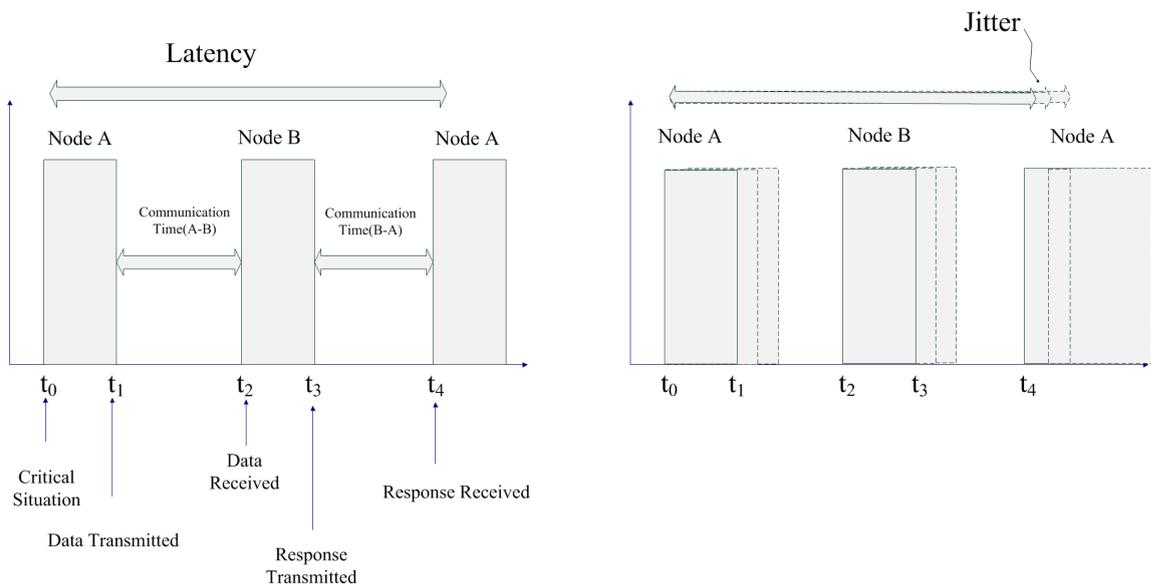 Latency
Node A
Node B
Node A
Communication
Time(A-B)
Communication
Time(B-A)
t0
t1
t2
t3
t4
Critical
Situation
Data Transmitted
Data
Received
Response
Transmitted
Response Received
Jitter
Node A
Node B
Node A
t0
t1
t2
t3
t4